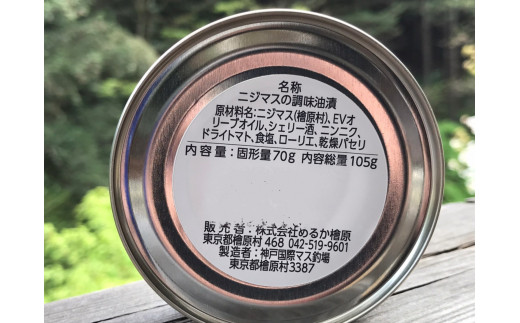 名称
ニジマスの調味油漬
原材料名:ニジマス(檜原村)、EVオ
リーブオイル、シェリー酒、ニンニク、
ドライトマト、食塩、ローリエ、乾燥パセリ
内容量:固形量70g 内容総量105g
販売者:株式会社めるか檜原
東京都檜原村468 042-519-9601
製造者:神戸国際マス釣場
東京都檜原村3387